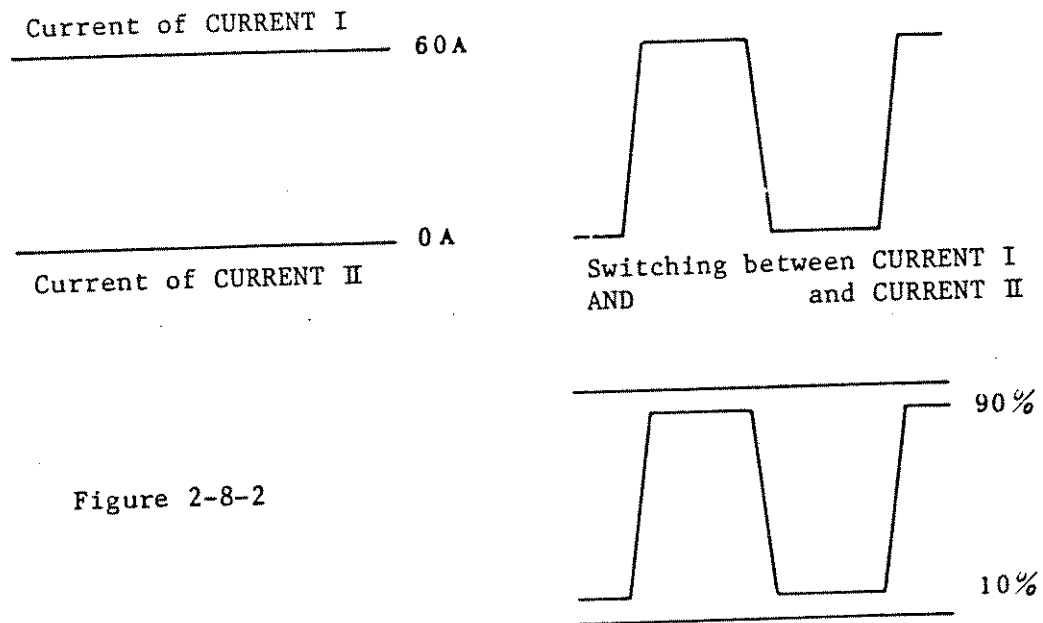 Current of CURRENT I
60A
0A
Current of CURRENT Ⅱ
Switching between CURRENT I
AND and CURRENT Ⅱ
90%
10%
Figure 2-8-2